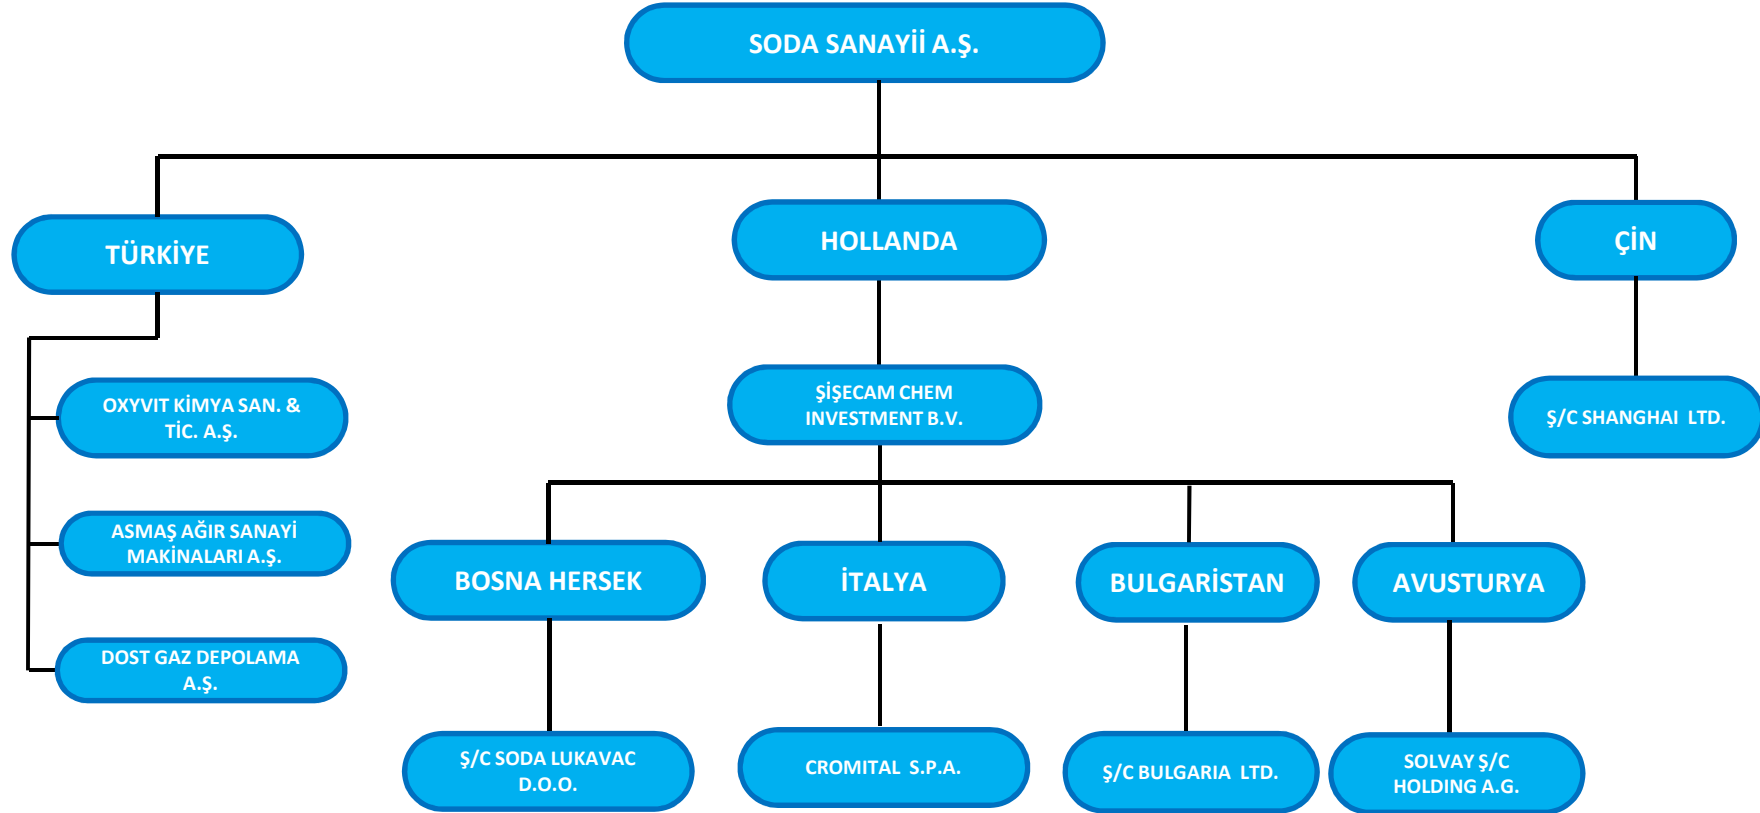 SODA SANAYİİ A.Ş.
TÜRKİYE
HOLLANDA
ÇİN
OXYVIT KİMYA SAN. &
TİC. A.Ş.
ASMAŞ AĞIR SANAYİ
MAKİNALARI A.Ş.
DOST GAZ DEPOLAMA
A.Ş.
ŞİŞECAM CHEM
INVESTMENT B.V.
Ş/C SHANGHAI LTD.
BOSNA HERSEK
İTALYA
BULGARİSTAN
AVUSTURYA
Ş/C SODA LUKAVAC
D.O.O.
CROMITAL S.P.A.
Ş/C BULGARIA LTD.
SOLVAY Ş/C
HOLDING A.G.